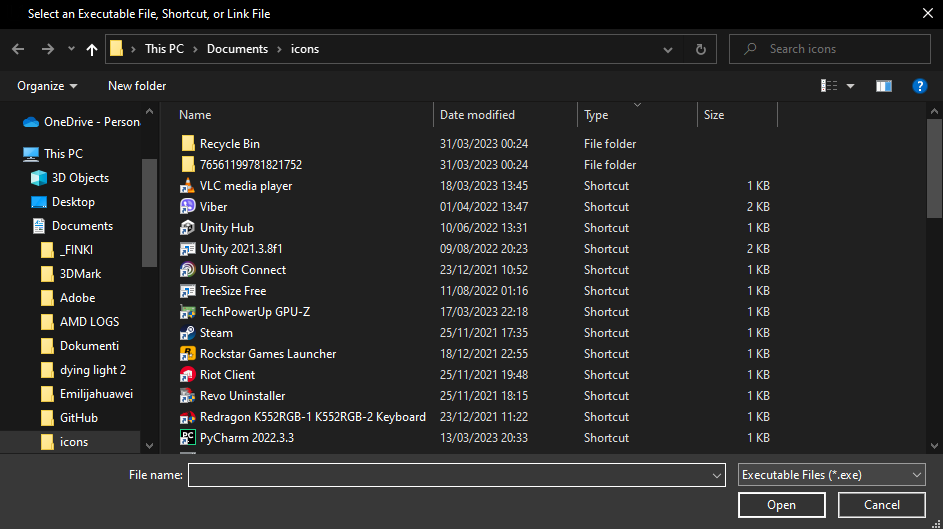 Select an Executable File, Shortcut, or Link File
This PC Documents icons
Search icons
Organize New folder
Name Date modified Type Size
OneDrive - Person
This PC
3D Objects
Desktop
Documents
_FINKI
3DMark
Adobe
AMD LOGS
Dokumenti
dying light 2
Emilijahuawei
GitHub
icons
Recycle Bin 31/03/2023 00:24 File folder
76561199781821752 31/03/2023 00:24 File folder
VLC media player 18/03/2023 13:45 Shortcut 1 KB
Viber 01/04/2022 13:47 Shortcut 2 KB
Unity Hub 10/06/2022 13:31 Shortcut 1 KB
Unity 2021.3.8f1 09/08/2022 20:23 Shortcut 2 KB
Ubisoft Connect 23/12/2021 10:52 Shortcut 1 KB
TreeSize Free 11/08/2022 01:16 Shortcut 1 KB
TechPowerUp GPU-Z 17/03/2023 22:18 Shortcut 1 KB
Steam 25/11/2021 17:35 Shortcut 1 KB
Rockstar Games Launcher 18/12/2021 22:55 Shortcut 1 KB
Riot Client 25/11/2021 19:48 Shortcut 1 KB
Revo Uninstaller 25/11/2021 18:15 Shortcut 1 KB
Redragon K552RGB-1 K552RGB-2 Keyboard 23/12/2021 11:22 Shortcut 1 KB
PyCharm 2022.3.3 13/03/2023 20:33 Shortcut 1 KB
File name: Executable Files (*.exe)
Open Cancel